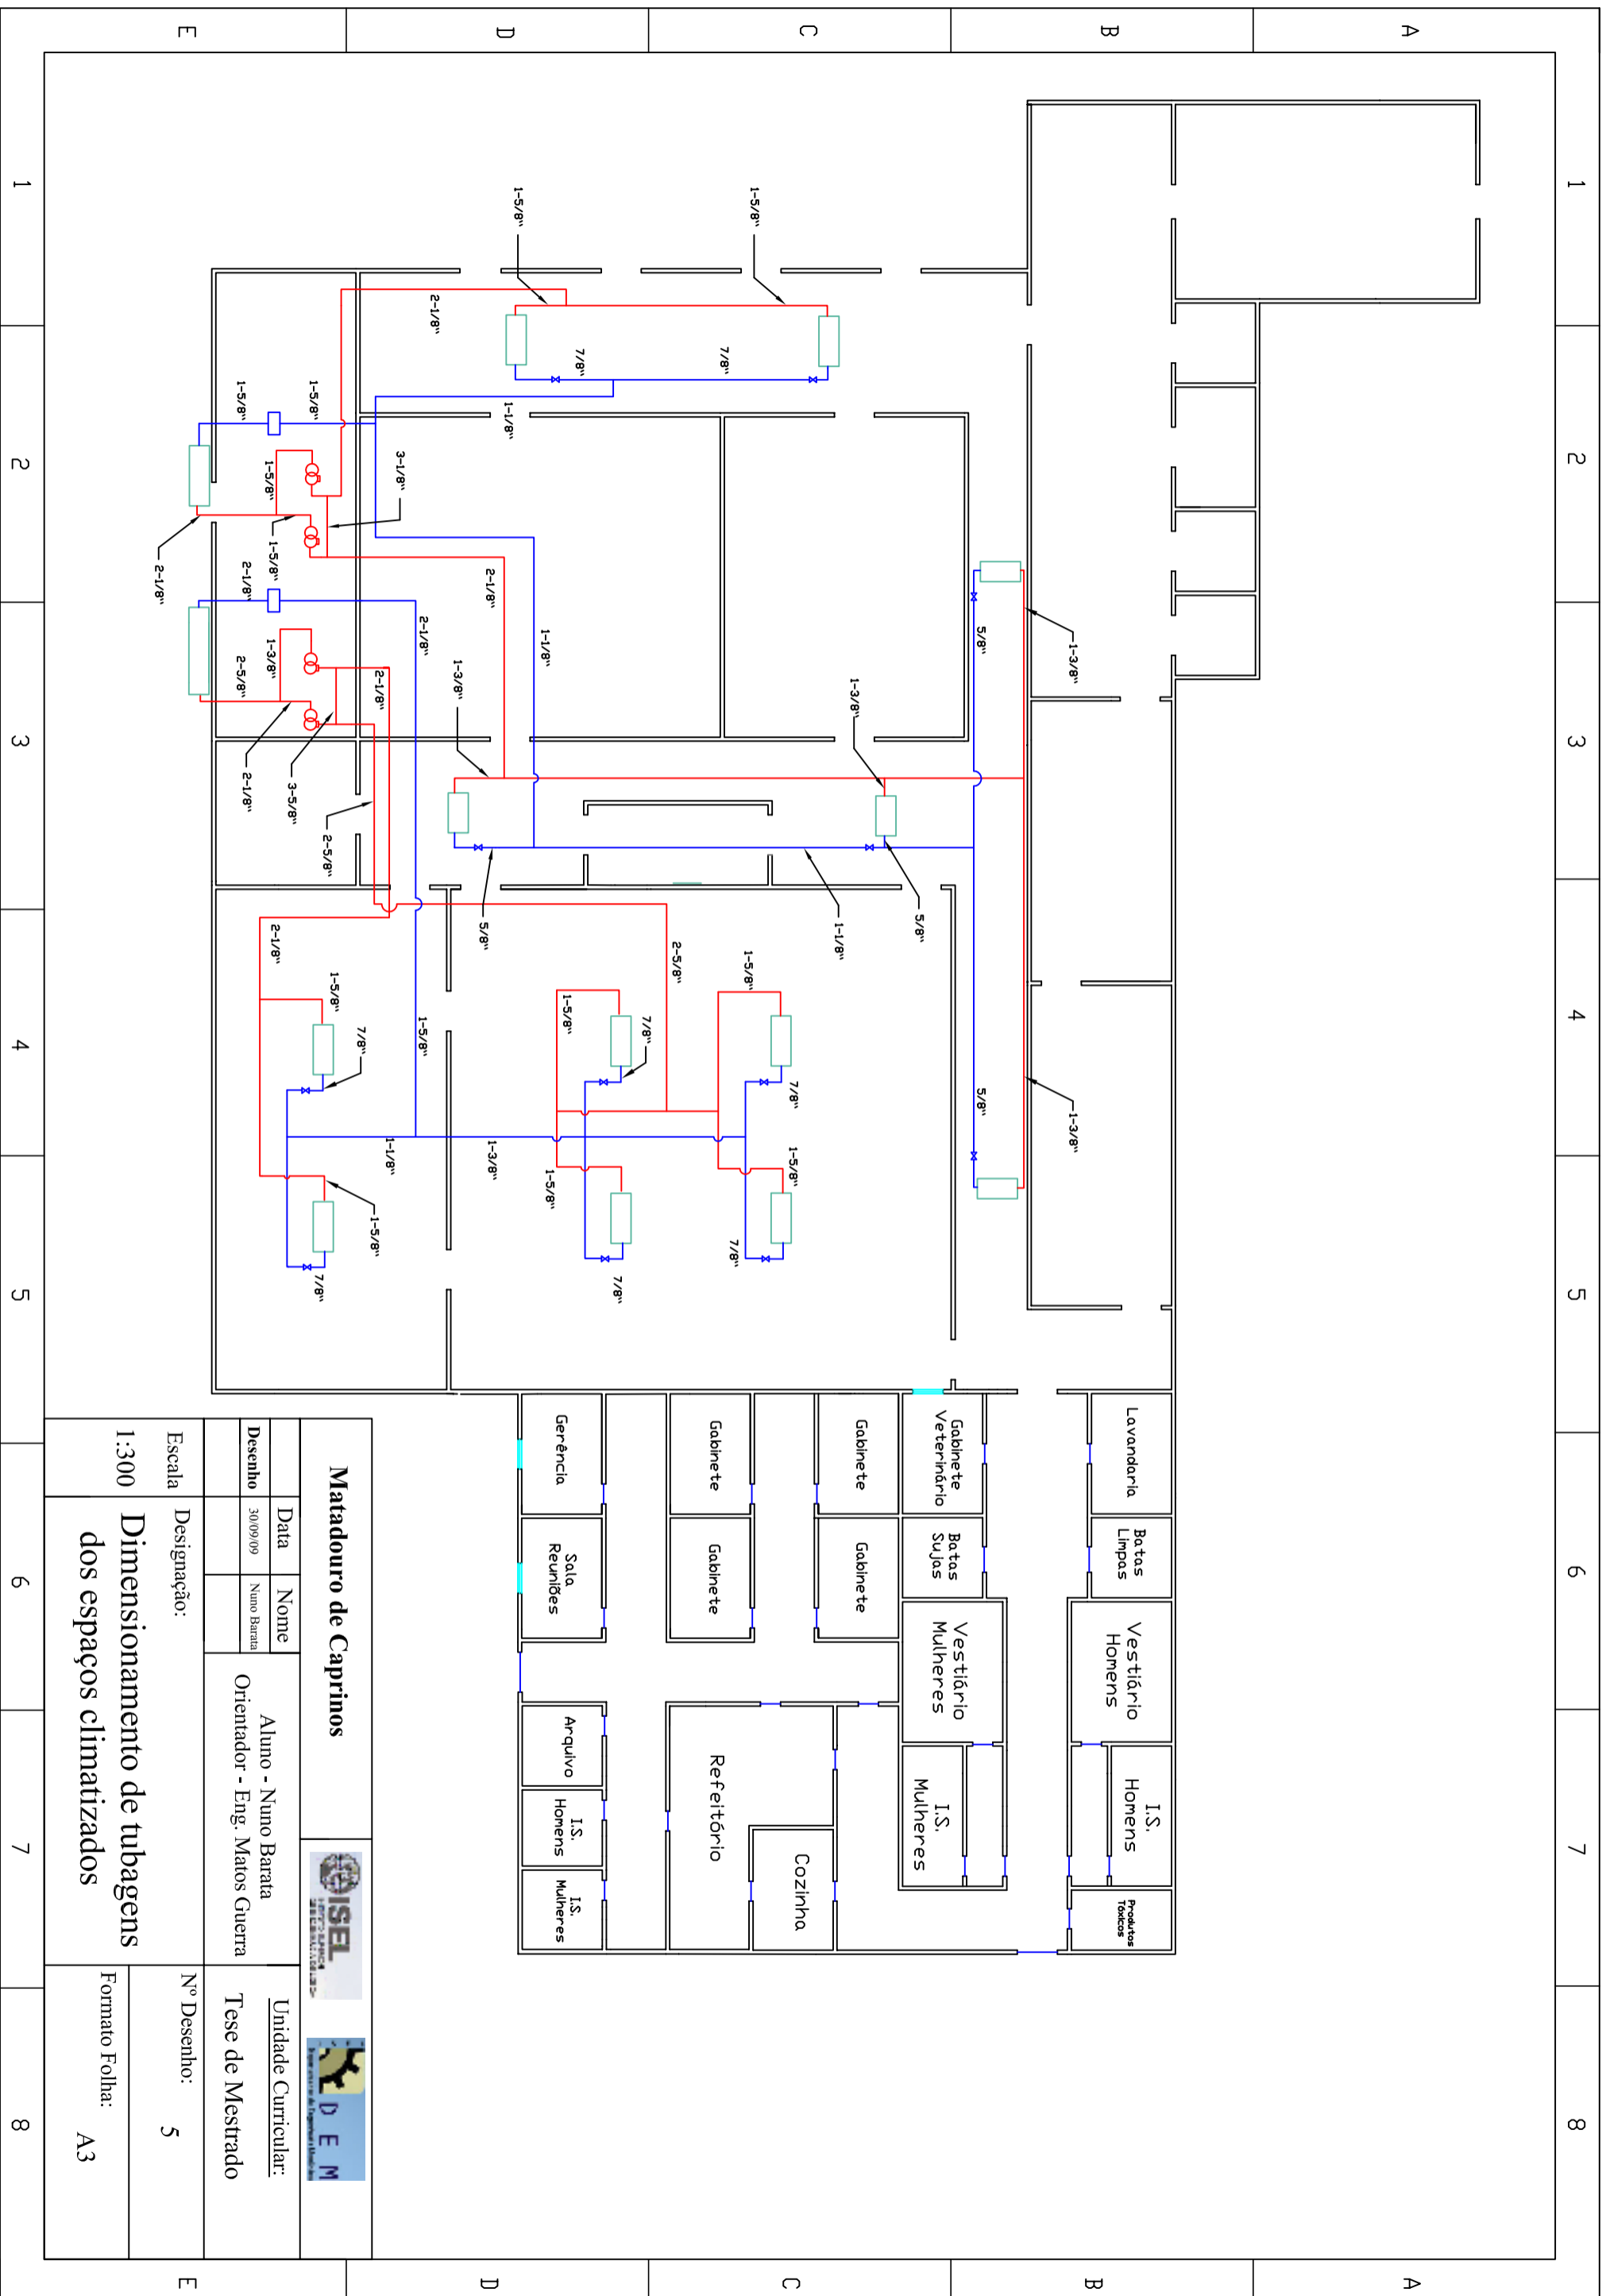 1
2
3
4
5
6
7
8
A
B
C
D
E
A
B
C
D
E
1
2
3
4
5
6
7
8
1-3/8"
1-3/8"
5/8"
5/8"
1-5/8"
1-5/8"
7/8"
7/8"
2-1/8"
1-1/8"
3-1/8"
1-5/8"
1-5/8"
1-5/8"
1-5/8"
2-1/8"
2-1/8"
2-1/8"
1-1/8"
2-1/8"
2-1/8"
1-3/8"
2-5/8"
2-1/8"
3-5/8"
2-5/8"
1-3/8"
1-3/8"
5/8"
1-1/8"
5/8"
2-5/8"
1-5/8"
7/8"
1-5/8"
7/8"
1-5/8"
7/8"
1-5/8"
7/8"
1-3/8"
1-5/8"
1-1/8"
2-1/8"
1-5/8"
7/8"
1-5/8"
7/8"
Lavandaria
Batas
Limpas
Vestiário
Homens
I.S.
Homens
Produtos
Tóxicos
Gabinete
Veterinário
Batas
Sujas
Vestiário
Mulheres
I.S.
Mulheres
Gabinete
Gabinete
Gabinete
Gabinete
Refeitório
Cozinha
Gerência
Sala
Reuniões
Arquivo
I.S.
Homens
I.S.
Mulheres
Matadouro de Caprinos
ISEL
D E M
Data
Nome
Desenho
30/09/09
Nuno Barata
Aluno - Nuno Barata
Orientador - Eng. Matos Guerra
Unidade Curricular:
Tese de Mestrado
Escala
1:300
Designação:
Dimensionamento de tubagens
dos espaços climatizados
Nº Desenho:
5
Formato Folha:
A3